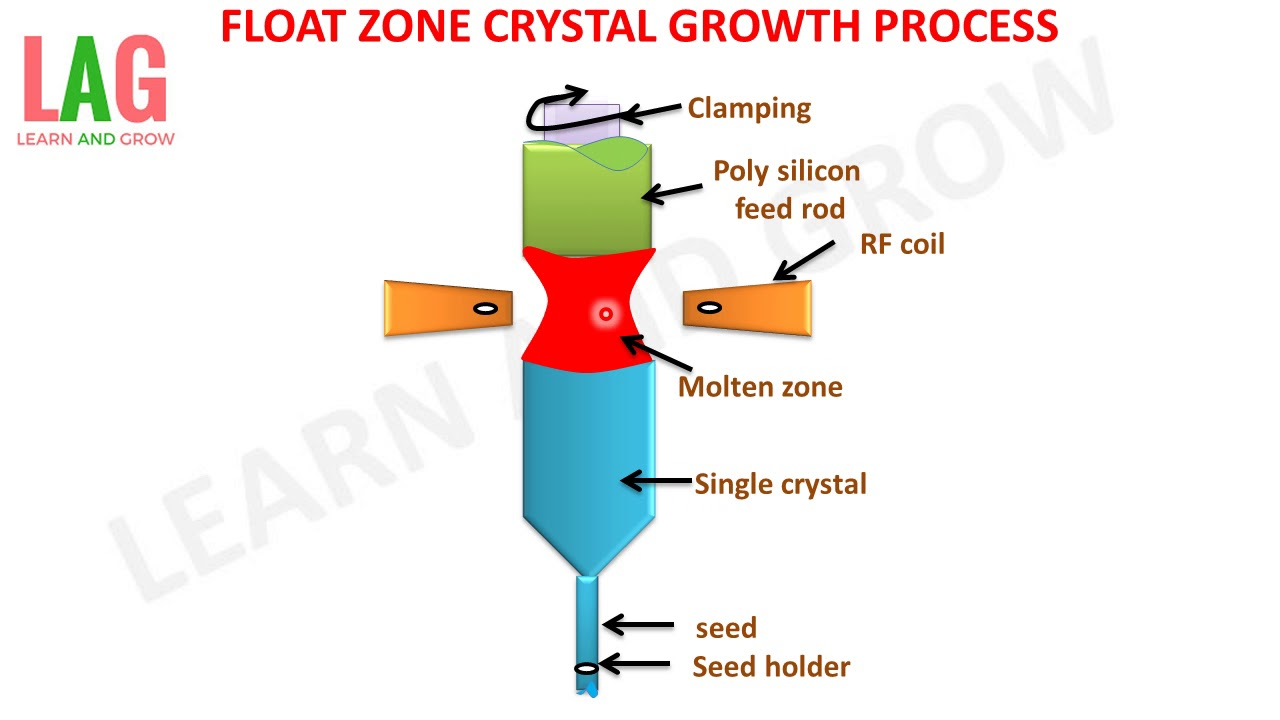 FLOAT ZONE CRYSTAL GROWTH PROCESS
LAG
LEARN AND GROW
Clamping
Poly silicon
feed rod
RF coil
Molten zone
Single crystal
seed
Seed holder
LEARN AND GROW